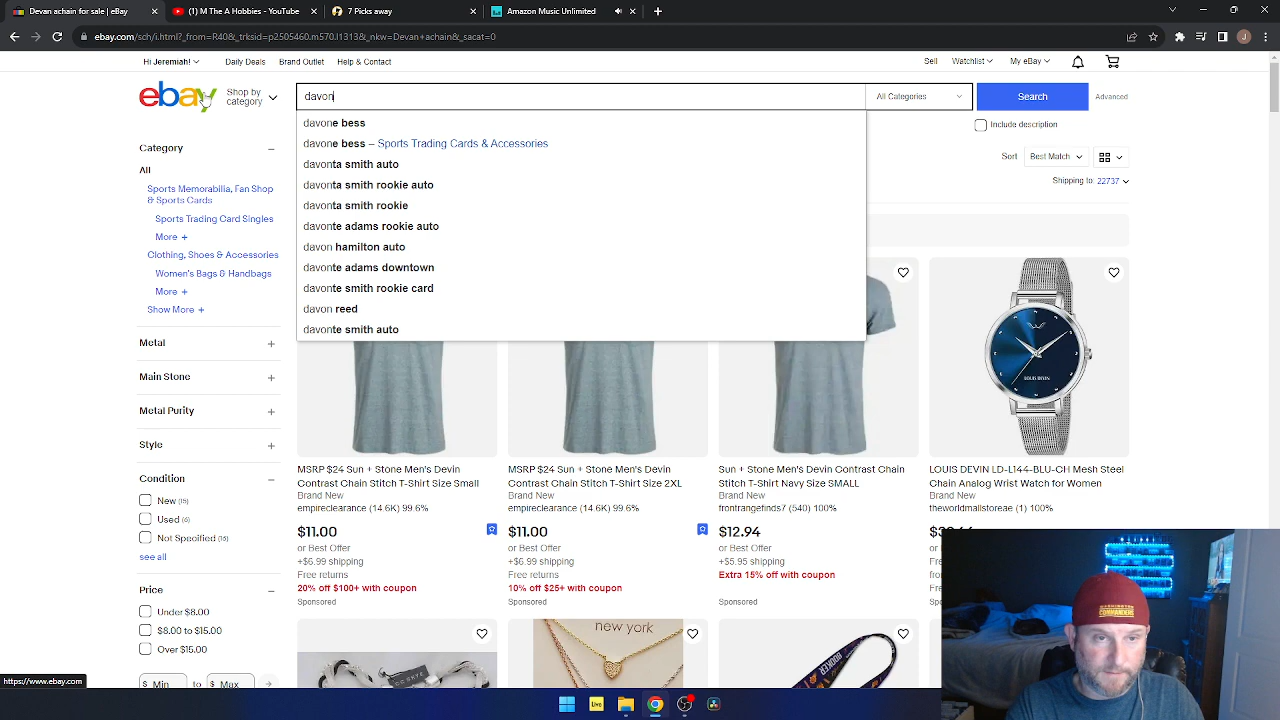 Devan achain for sale | eBay
(1) M The A Hobbies - YouTube
7 Picks away
Amazon Music Unlimited
ebay.com/sch/i.html?_from=R40&_trksid=p2505460.m570.l1313&_nkw=Devan+achain&_sacat=0
Hi Jeremiah!
Daily Deals
Brand Outlet
Help & Contact
Sell
Watchlist
My eBay
ebay
Shop by
category
davon
All Categories
Search
Advanced
davone bess
davone bess – Sports Trading Cards & Accessories
davonta smith auto
davonta smith rookie auto
davonta smith rookie
davonte adams rookie auto
davon hamilton auto
davonte adams downtown
davonte smith rookie card
davon reed
davonte smith auto
Include description
Sort
Best Match
Shipping to: 22737
Category
All
Sports Memorabilia, Fan Shop
& Sports Cards
Sports Trading Card Singles
More +
Clothing, Shoes & Accessories
Women's Bags & Handbags
More +
Show More +
Metal
Main Stone
Metal Purity
Style
Condition
New (15)
Used (6)
Not Specified (18)
see all
Price
Under $8.00
$8.00 to $15.00
Over $15.00
$ Min
to
$ Max
MSRP $24 Sun + Stone Men's Devin
Contrast Chain Stitch T-Shirt Size Small
Brand New
empireclearance (14.6K) 99.6%
$11.00
or Best Offer
+$6.99 shipping
Free returns
20% off $100+ with coupon
Sponsored
MSRP $24 Sun + Stone Men's Devin
Contrast Chain Stitch T-Shirt Size 2XL
Brand New
empireclearance (14.6K) 99.6%
$11.00
or Best Offer
+$6.99 shipping
Free returns
10% off $25+ with coupon
Sponsored
Sun + Stone Men's Devin Contrast Chain
Stitch T-Shirt Navy Size SMALL
Brand New
frontrangefinds7 (540) 100%
$12.94
or Best Offer
+$5.95 shipping
Extra 15% off with coupon
Sponsored
LOUIS DEVIN
LOUIS DEVIN LD-L144-BLU-CH Mesh Steel
Chain Analog Wrist Watch for Women
Brand New
theworldmallstoreae (1) 100%
new york
BOOKER
WASHINGTON
COMMANDERS
https://www.ebay.com
Live